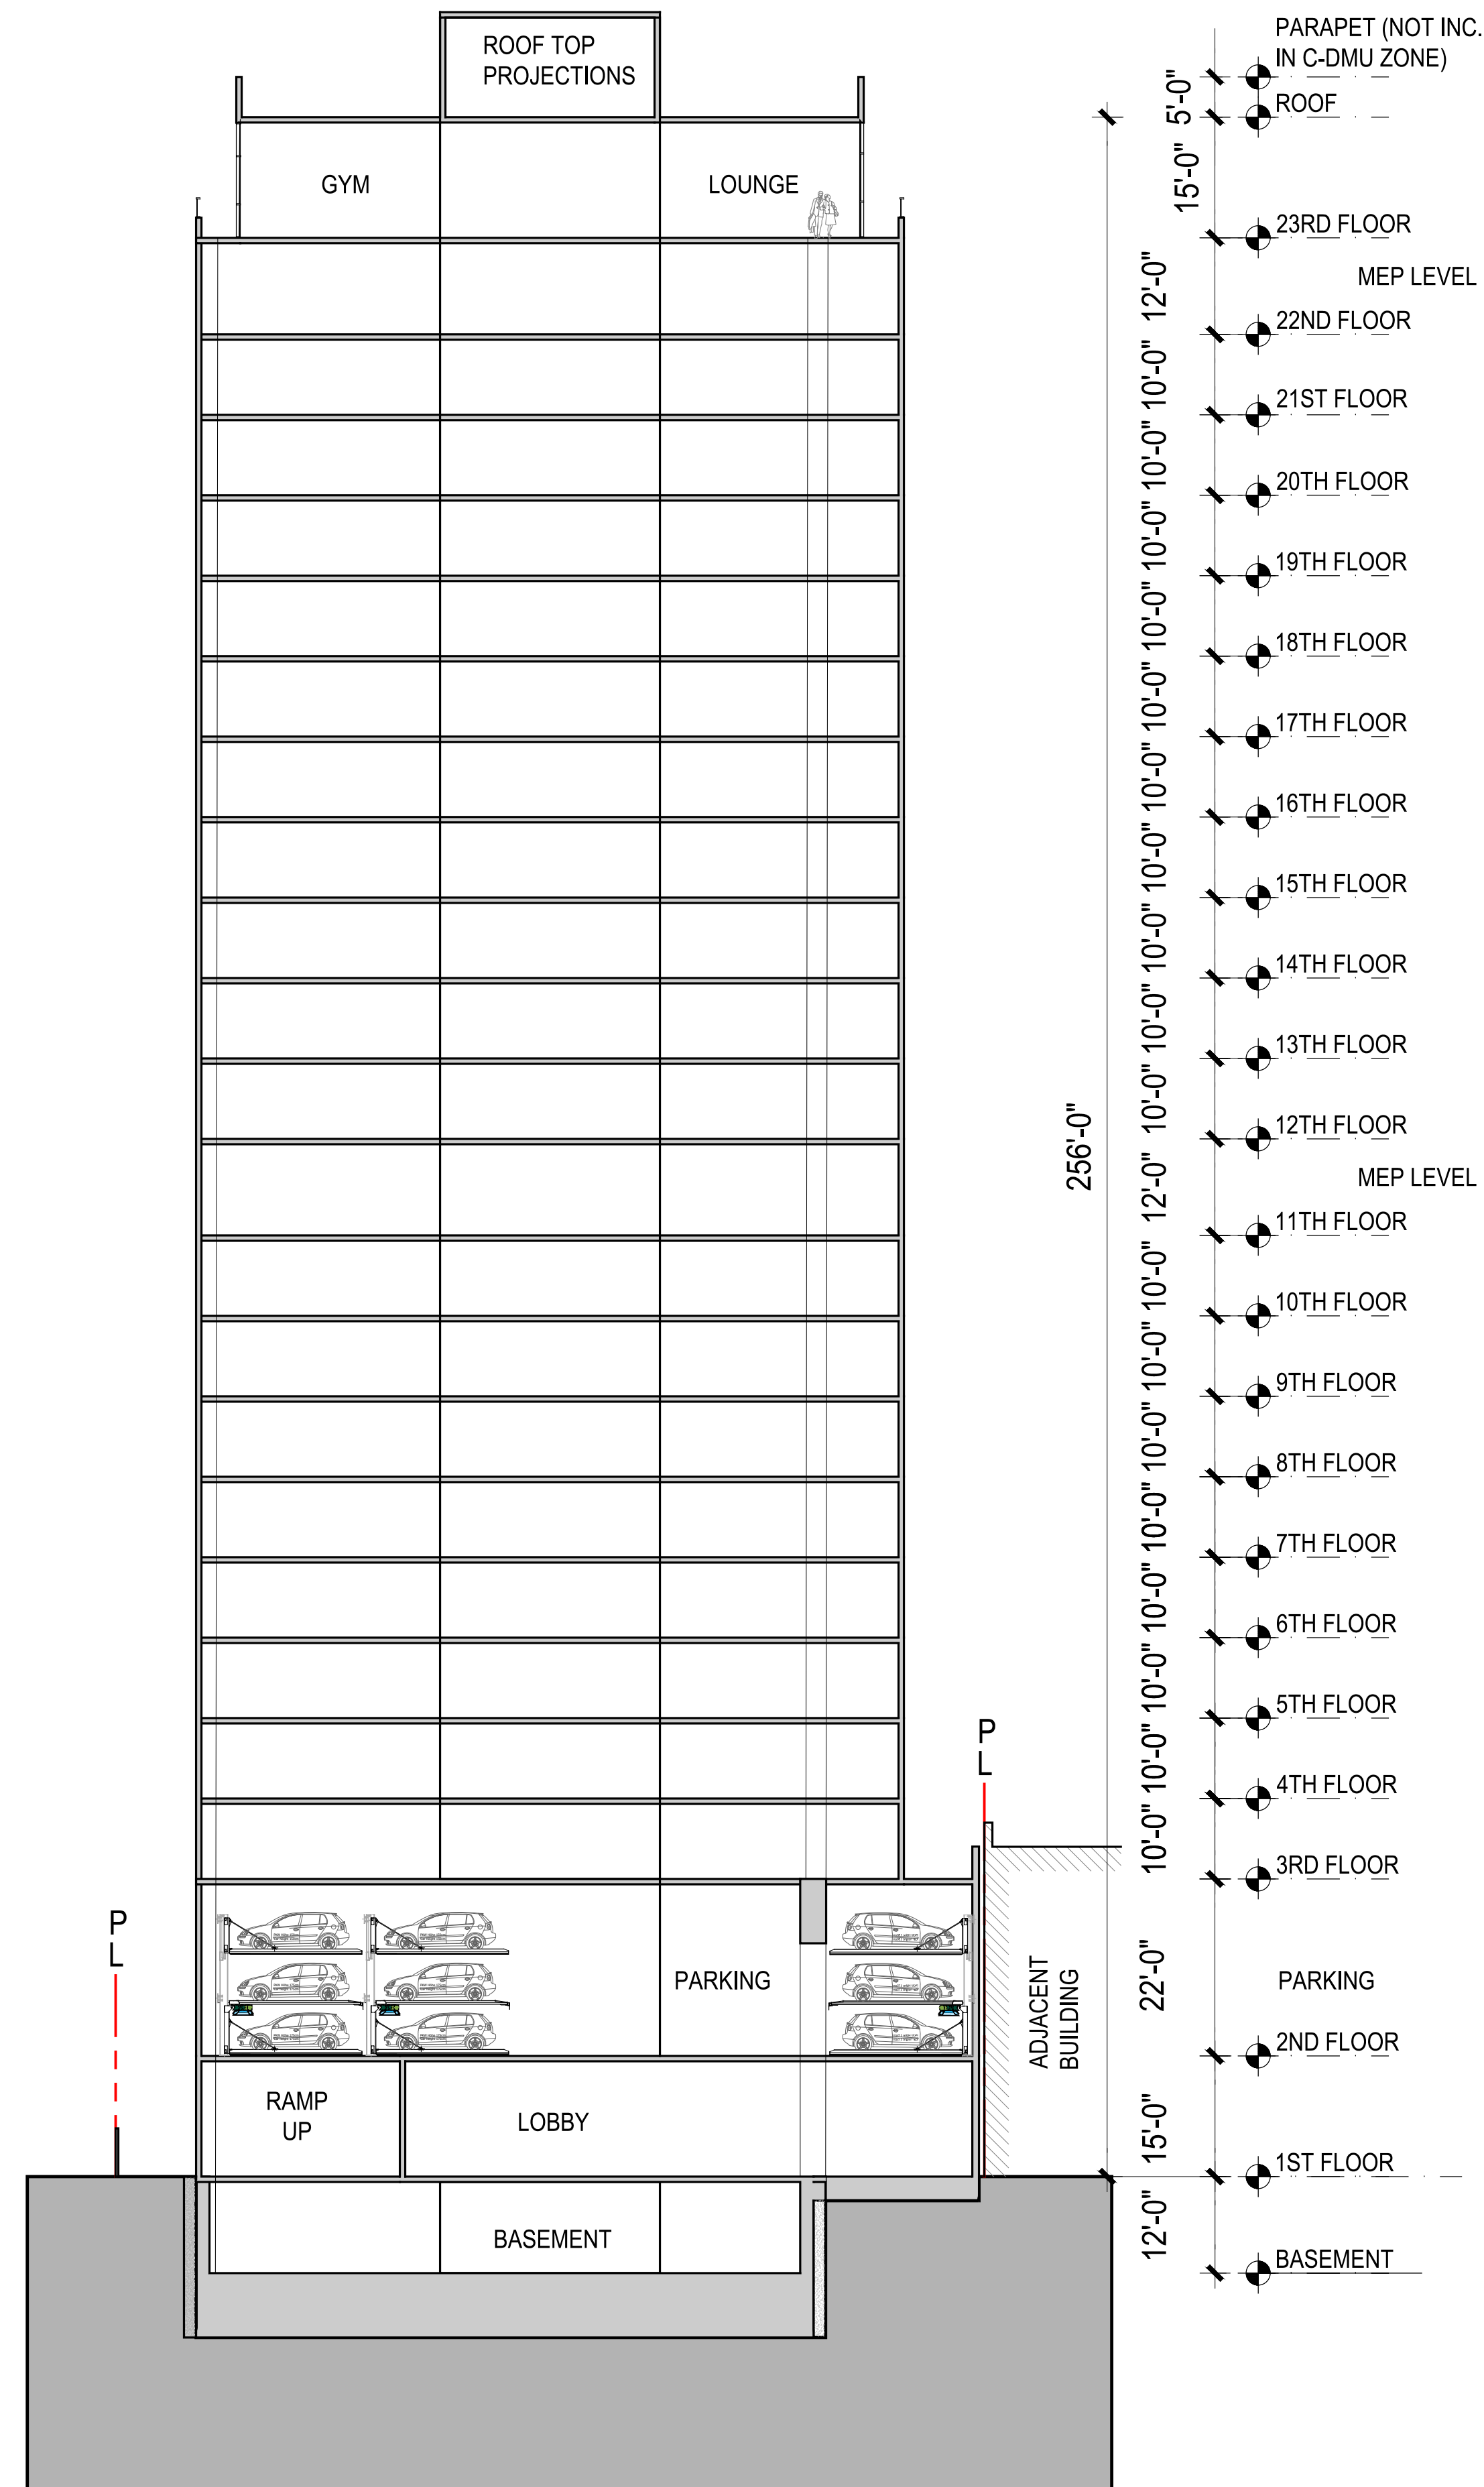 PARAPET (NOT INC.
IN C-DMU ZONE)
ROOF TOP
PROJECTIONS
5'-0"
ROOF
15'-0"
GYM
LOUNGE
23RD FLOOR
12'-0"
MEP LEVEL
22ND FLOOR
10'-0"
21ST FLOOR
10'-0"
20TH FLOOR
10'-0"
19TH FLOOR
10'-0"
18TH FLOOR
10'-0"
17TH FLOOR
10'-0"
16TH FLOOR
10'-0"
15TH FLOOR
10'-0"
14TH FLOOR
10'-0"
13TH FLOOR
10'-0"
12TH FLOOR
256'-0"
12'-0"
MEP LEVEL
11TH FLOOR
10'-0"
10TH FLOOR
10'-0"
9TH FLOOR
10'-0"
8TH FLOOR
10'-0"
7TH FLOOR
10'-0"
6TH FLOOR
10'-0"
5TH FLOOR
10'-0"
4TH FLOOR
P
L
10'-0"
3RD FLOOR
P
L
PARKING
ADJACENT
BUILDING
22'-0"
PARKING
2ND FLOOR
RAMP
UP
LOBBY
15'-0"
1ST FLOOR
BASEMENT
12'-0"
BASEMENT